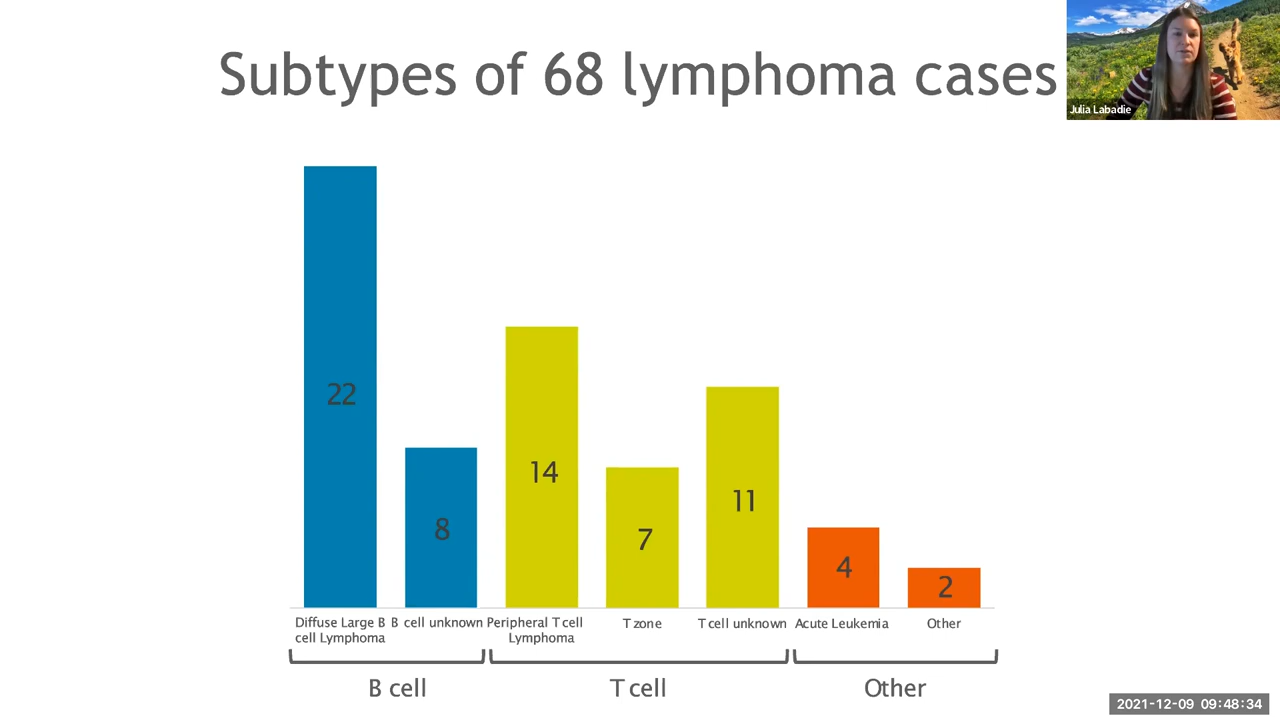 Subtypes of 68 lymphoma cases
Julia Labadie
22
8
14
7
11
4
2
Diffuse Large B cell Lymphoma
B cell unknown
Peripheral T cell Lymphoma
T zone
T cell unknown
Acute Leukemia
Other
B cell
T cell
Other
2021-12-09 09:48:34